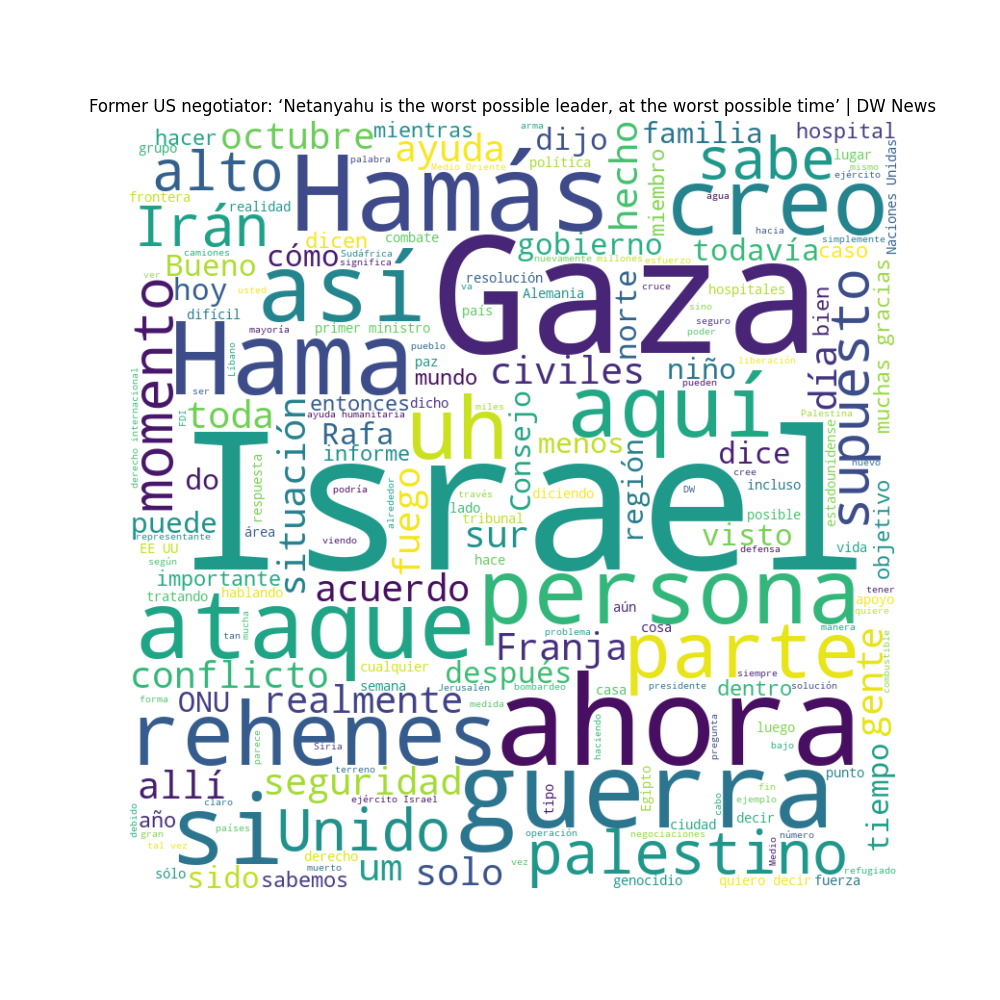 Former US negotiator: ‘Netanyahu is the worst possible leader, at the worst possible time’ | DW News
hacer
octubre
mientras
arma
dijo
hecho
familia
hospital
grupo
alto
palabra
ayuda
Medio Oriente
política
miembro
sabe
lugar
mismo
ejército
Naciones Unidas
frontera
Hamás
creo
agua
realidad
Irán
dicen
combate
hacia
simplemente
cómo
Sudáfrica
significa
gobierno
nuevamente
millones
esfuerzo
todavía
caso
camiones
Bueno
ver
usted
así
Gaza
resolución
va
Alemania
norte
cruce
hospitales
sino
hoy
momento
difícil
mayoría
primer ministro
país
seguro
poder
bien
día
supuesto
muchas gracias
Hama
Líbano
pueblo
paz
mundo
civiles
niño
liberación
pueden
ser
derecho internacional
FDI
toda
entonces
dicho
ayuda humanitaria
uh
miles
Consejo
aquí
Palestina
estadounidense
situación
Rafa
informe
menos
región
dice
nuevo
do
respuesta
podría
alrededor
fuego
través
lado
diciendo
DW
cree
incluso
objetivo
puede
representante
área
viendo
Israel
tribunal
sur
visto
posible
defensa
vida
EE UU
según
hace
importante
tratando
hablando
acuerdo
persona
tener
apoyo
quiere
ataque
tan
mucha
aún
cosa
problema
manera
Franja
parte
gente
combustible
conflicto
cualquier
después
siempre
semana
Jerusalén
bombardeo
casa
presidente
dentro
solución
forma
ONU
realmente
medida
rehenes
parece
Siria
ahora
haciendo
pregunta
luego
bajo
tiempo
allí
seguridad
terreno
guerra
Egipto
punto
claro
ejército Israel
tipo
cabo
fin
ejemplo
debido
año
gran
tal vez
países
si
Unido
operación
negociaciones
ciudad
decir
Medio
número
derecho
muerto
um
solo
vez
palestino
sólo
sido
sabemos
genocidio
quiero decir
fuerza
refugiado